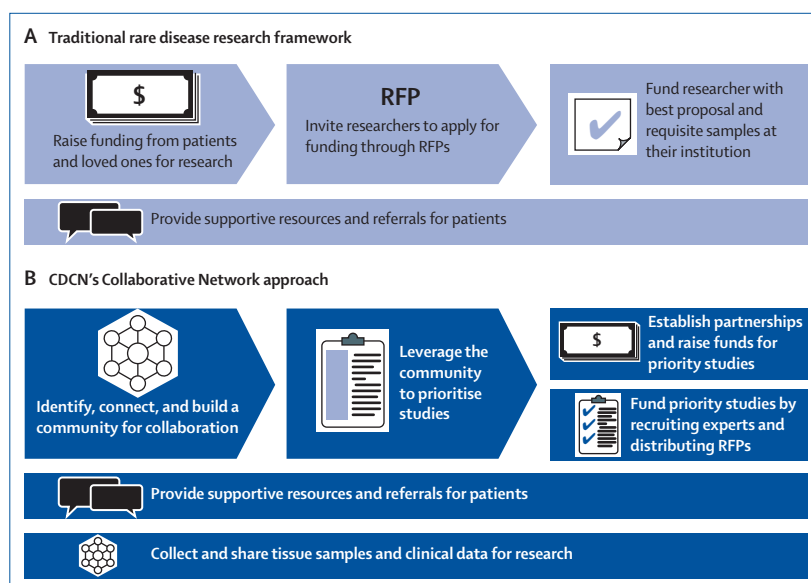 A Traditional rare disease research framework
$
Raise funding from patients
and loved ones for research
RFP
Invite researchers to apply for
funding through RFPs
Fund researcher with
best proposal and
requisite samples at
their institution
Provide supportive resources and referrals for patients
B CDCN's Collaborative Network approach
Identify, connect, and build a
community for collaboration
Leverage the
community
to prioritise
studies
$
Establish partnerships
and raise funds for
priority studies
Fund priority studies by
recruiting experts and
distributing RFPs
Provide supportive resources and referrals for patients
Collect and share tissue samples and clinical data for research